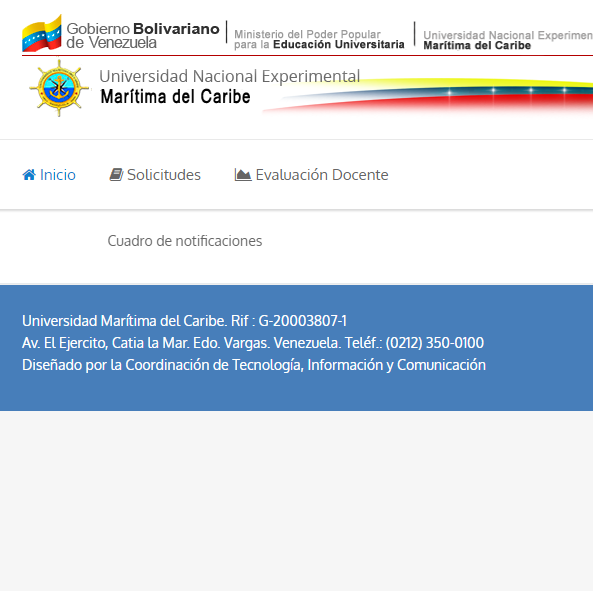 Gobierno Bolivariano
de Venezuela
Ministerio del Poder Popular
para la Educación Universitaria
Universidad Nacional
Marítima del Caribe
Universidad Nacional Experimental
Marítima del Caribe
Inicio
Solicitudes
Evaluación Docente
Cuadro de notificaciones
Universidad Marítima del Caribe. Rif : G-20003807-1
Av. El Ejercito, Catia la Mar. Edo. Vargas. Venezuela. Teléf.: (0212) 350-0100
Diseñado por la Coordinación de Tecnología, Información y Comunicación